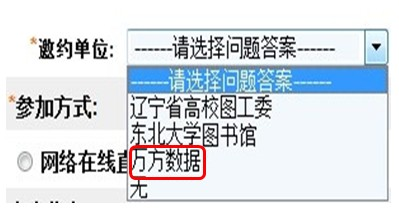 *邀约单位: ------请选择问题答案------
------请选择问题答案------
*参加方式: 辽宁省高校图工委
东北大学图书馆
网络在线直 万方数据
无